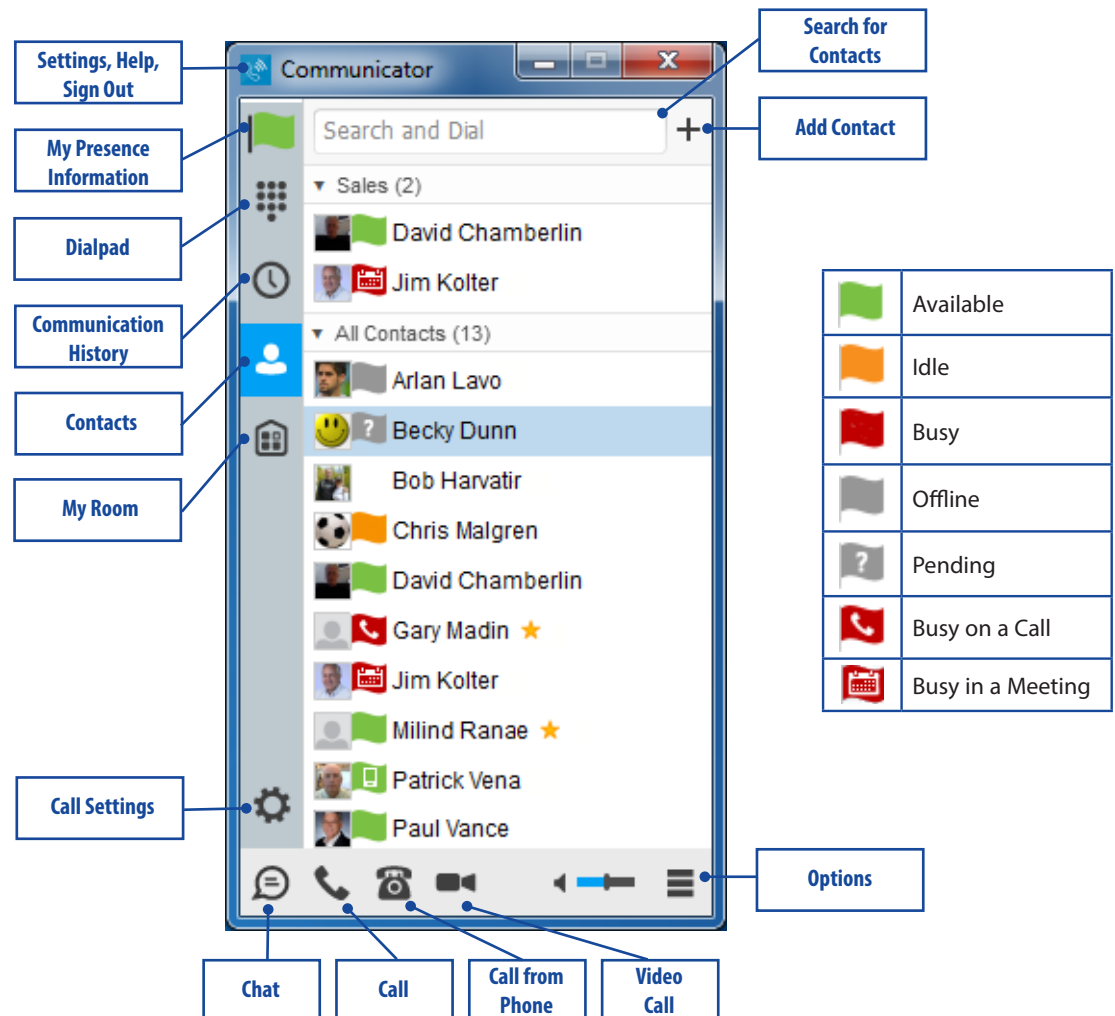 Settings, Help,
Sign Out
My Presence
Information
Dialpad
Communication
History
Contacts
My Room
Call Settings
Communicator
Search and Dial
Sales (2)
David Chamberlin
Jim Kolter
All Contacts (13)
Arlan Lavo
? Becky Dunn
Bob Harvatir
Chris Malgren
David Chamberlin
Gary Madin
Jim Kolter
Milind Ranae
Patrick Vena
Paul Vance
Search for
Contacts
Add Contact
Options
Chat
Call
Call from
Phone
Video
Call
Available
Idle
Busy
Offline
? Pending
Busy on a Call
Busy in a Meeting